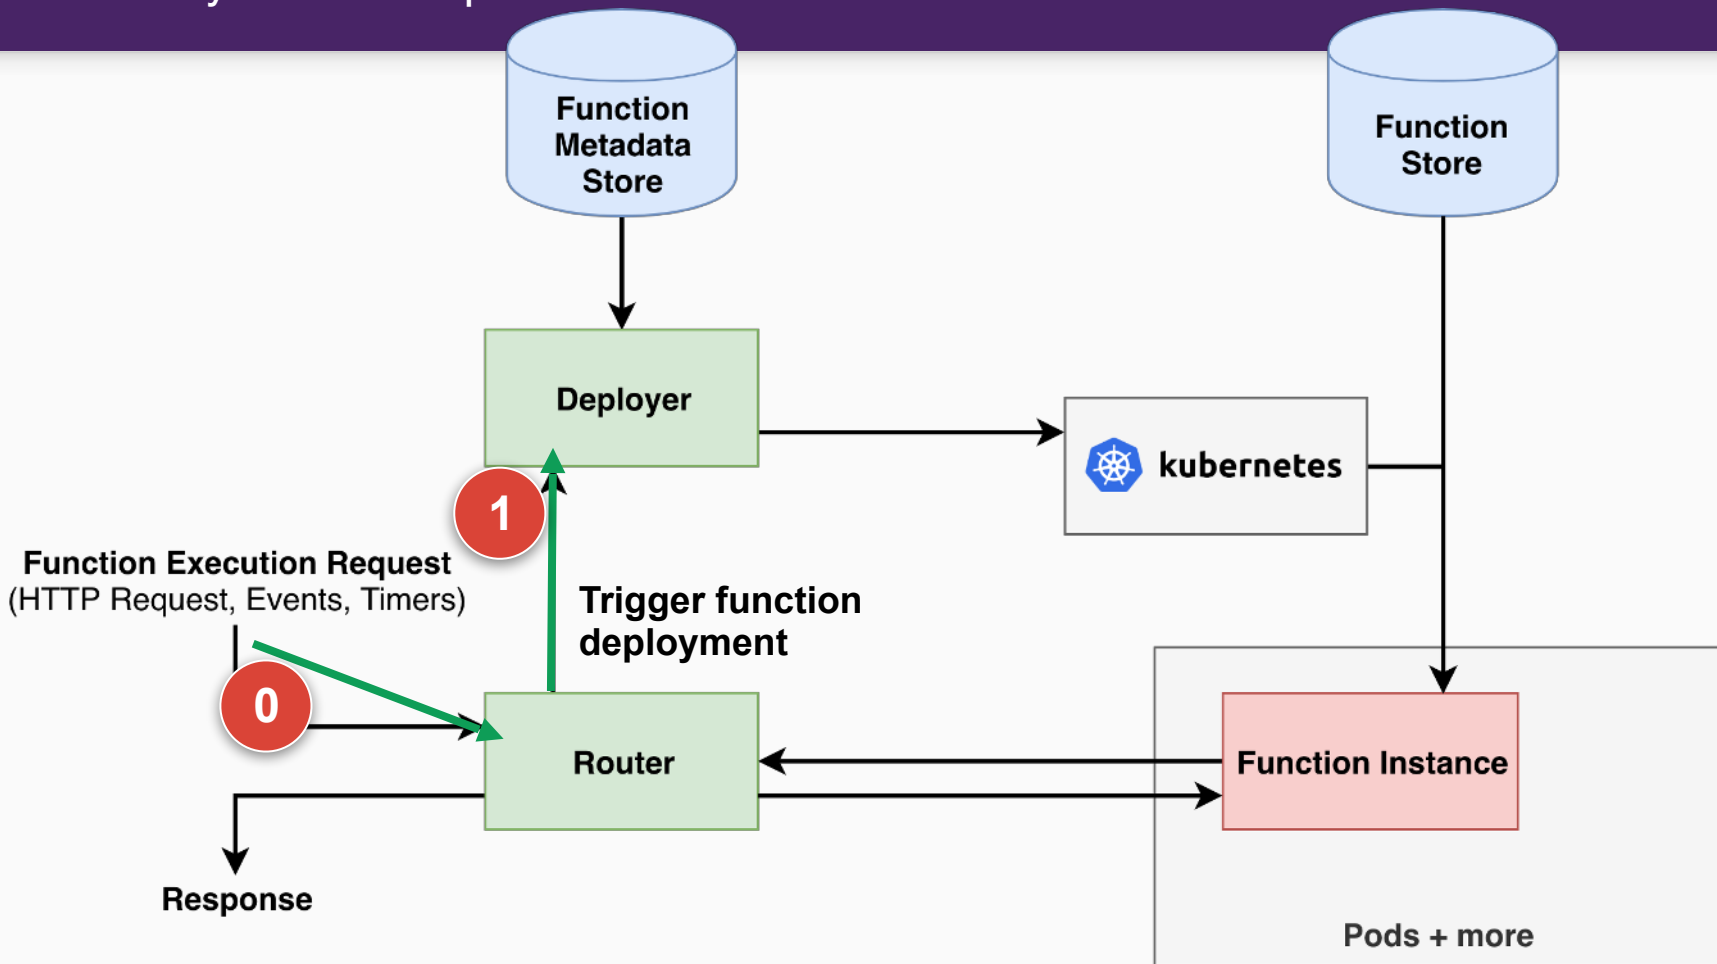 Function
Metadata
Store
Function
Store
Deployer
kubernetes
1
Function Execution Request
(HTTP Request, Events, Timers)
Trigger function
deployment
0
Router
Function Instance
Response
Pods + more